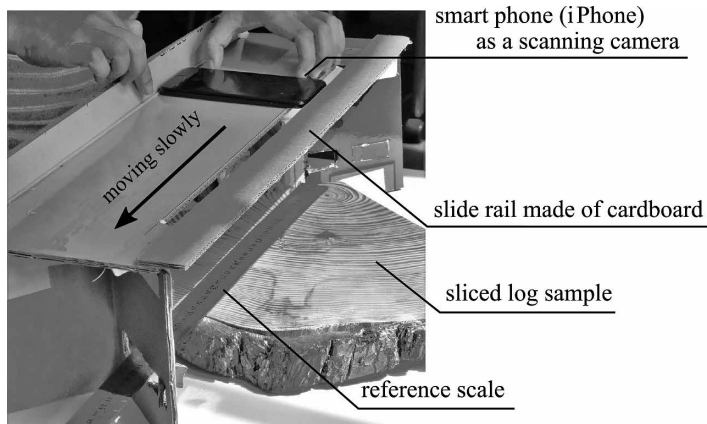 smart phone (iPhone)
as a scanning camera
moving slowly
slide rail made of cardboard
sliced log sample
reference scale